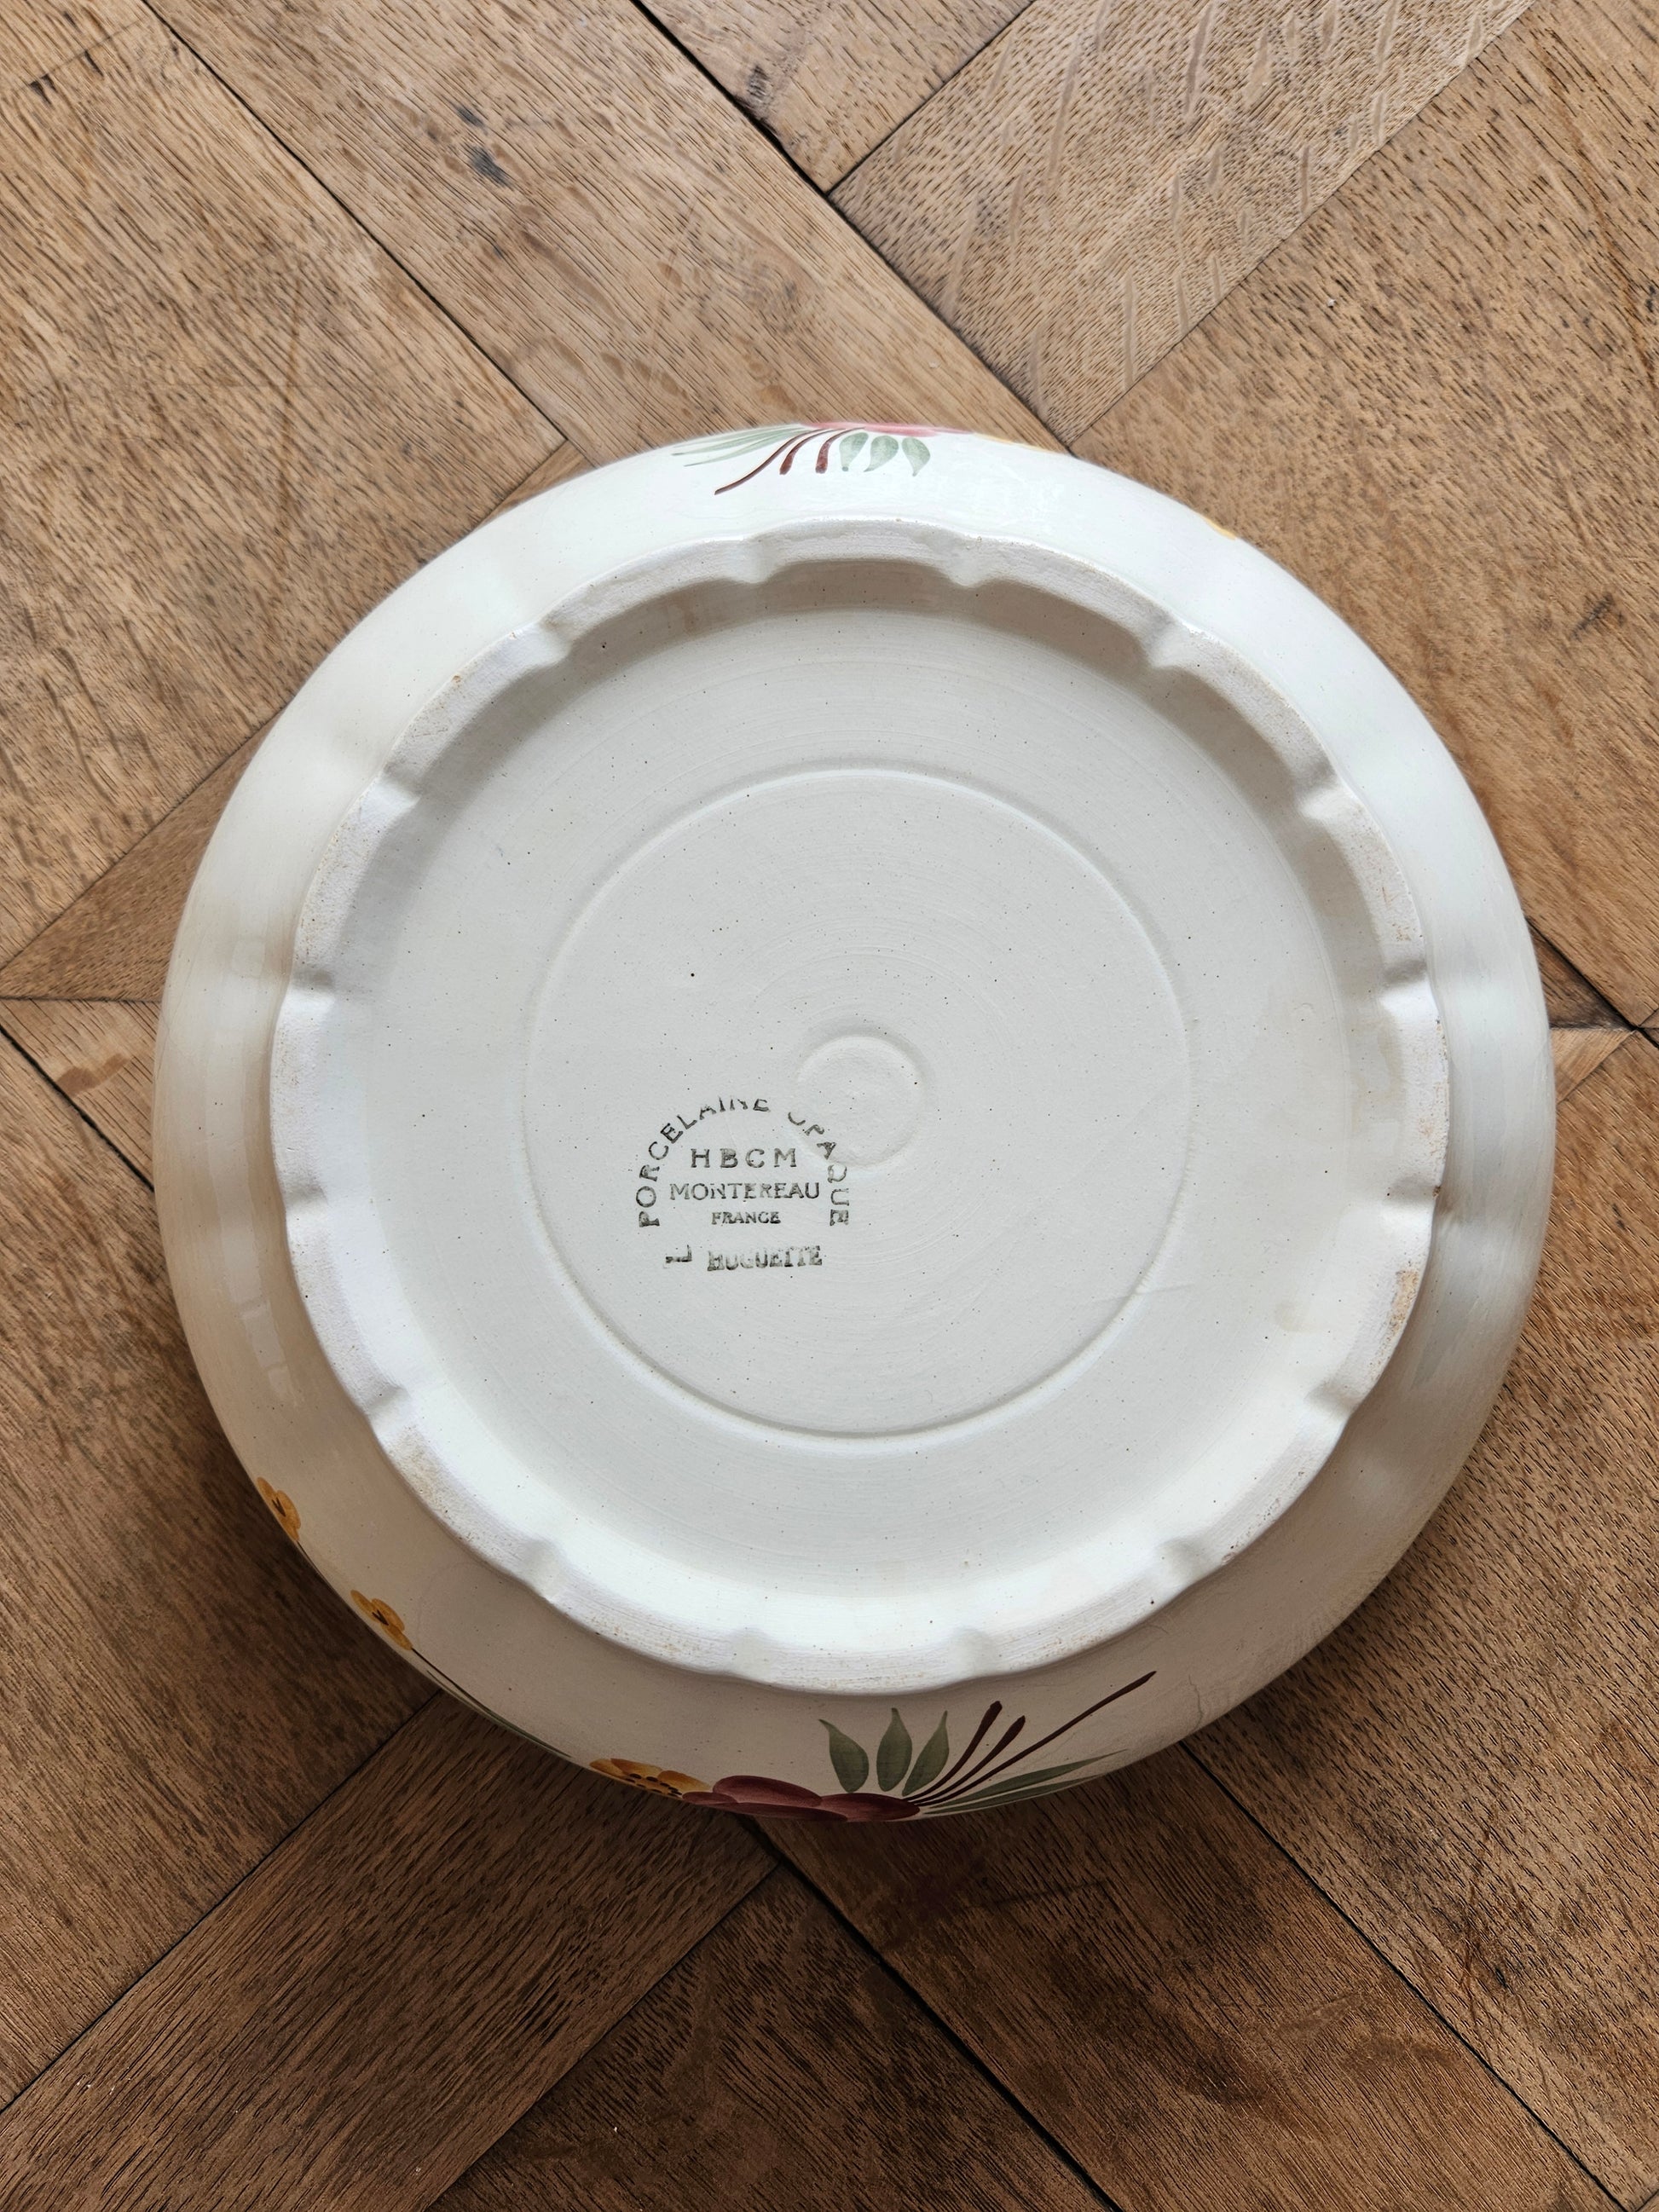 PORCELAINE OPAQUE
HBCM
MONTEREAU
FRANCE
L HUGUETTE